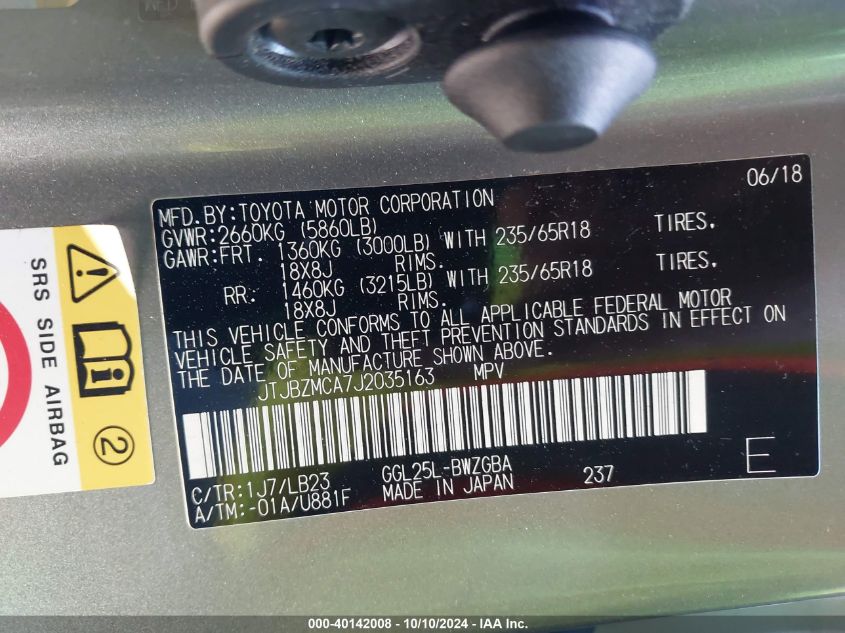 06/18
MFD.BY:TOYOTA MOTOR CORPORATION
GVWR:2660KG (5860LB)
GAWR:FRT. 1360KG (3000LB) WITH 235/65R18 TIRES.
18X8J RIMS.
RR: 1460KG (3215LB) WITH 235/65R18 TIRES.
18X8J RIMS.
THIS VEHICLE CONFORMS TO ALL APPLICABLE FEDERAL MOTOR
VEHICLE SAFETY AND THEFT PREVENTION STANDARDS IN EFFECT ON
THE DATE OF MANUFACTURE SHOWN ABOVE.
JTJBZMCA7J2035163 MPV
C/TR:1J7/LB23 GGL25L-BWZGBA 237 E
A/TM:-01A/U881F MADE IN JAPAN
SRS SIDE AIRBAG
2
000-40142008 - 10/10/2024 - IAA Inc.